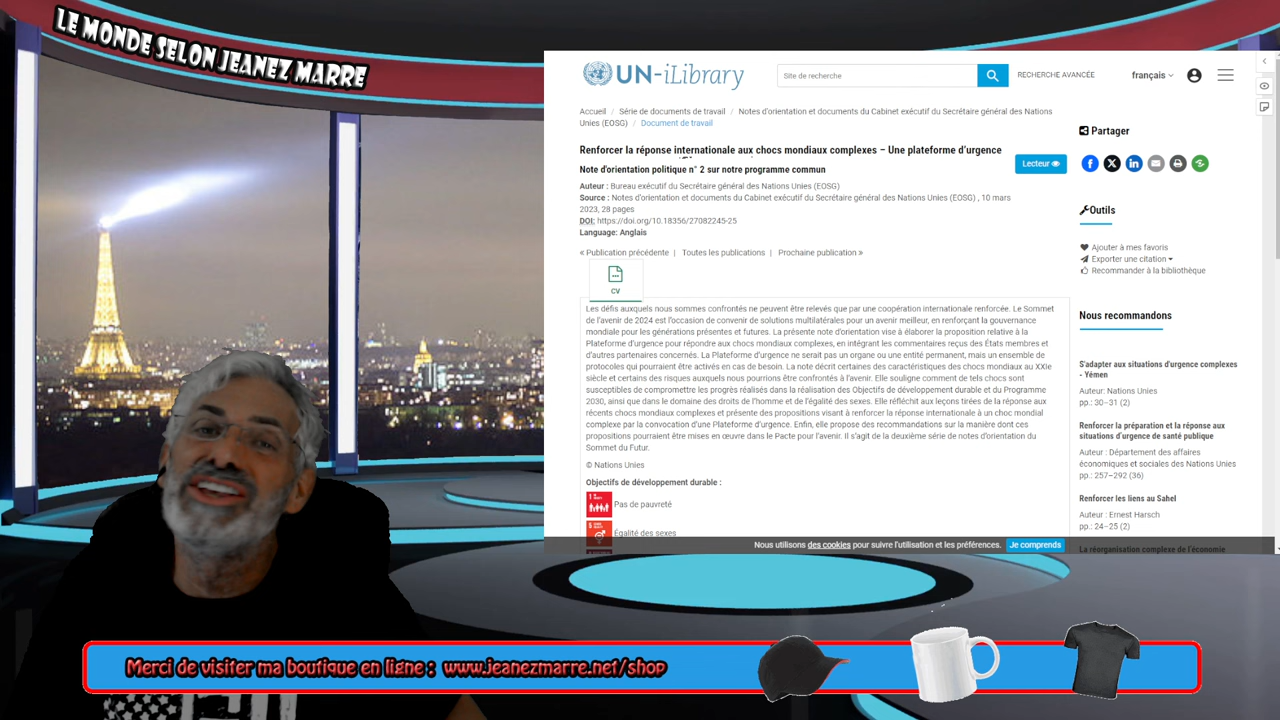 LE MONDE SELON JEANEZ MARRE
UN-iLibrary
Site de recherche
RECHERCHE AVANCÉE
français
Accueil / Série de documents de travail / Notes d'orientation et documents du Cabinet exécutif du Secrétaire général des Nations
Unies (EOSG) / Document de travail
Renforcer la réponse internationale aux chocs mondiaux complexes – Une plateforme d'urgence
Note d'orientation politique n° 2 sur notre programme commun
Lecteur
Auteur : Bureau exécutif du Secrétaire général des Nations Unies (EOSG)
Source : Notes d'orientation et documents du Cabinet exécutif du Secrétaire général des Nations Unies (EOSG) , 10 mars
2023, 28 pages
DOI: https://doi.org/10.18356/27082245-25
Language: Anglais
« Publication précédente | Toutes les publications | Prochaine publication »
CV
Les défis auxquels nous sommes confrontés ne peuvent être relevés que par une coopération internationale renforcée. Le Sommet
de l'avenir de 2024 est l'occasion de convenir de solutions multilatérales pour un avenir meilleur, en renforçant la gouvernance
mondiale pour les générations présentes et futures. La présente note d'orientation vise à élaborer la proposition relative à la
Plateforme d'urgence pour répondre aux chocs mondiaux complexes, en intégrant les commentaires reçus des États membres et
d'autres partenaires concernés. La Plateforme d'urgence ne serait pas un organe ou une entité permanent, mais un ensemble de
protocoles qui pourraient être activés en cas de besoin. La note décrit certaines des caractéristiques des chocs mondiaux au XXIe
siècle et certains des risques auxquels nous pourrions être confrontés à l'avenir. Elle souligne comment de tels chocs sont
susceptibles de compromettre les progrès réalisés dans la réalisation des Objectifs de développement durable et du Programme
2030, ainsi que dans le domaine des droits de l'homme et de l'égalité des sexes. Elle réfléchit aux leçons tirées de la réponse aux
récents chocs mondiaux complexes et présente des propositions visant à renforcer la réponse internationale à un choc mondial
complexe par la convocation d'une Plateforme d'urgence. Enfin, elle propose des recommandations sur la manière dont ces
propositions pourraient être mises en œuvre dans le Pacte pour l'avenir. Il s'agit de la deuxième série de notes d'orientation du
Sommet du Futur.
© Nations Unies
Objectifs de développement durable :
Pas de pauvreté
Égalité des sexes
Partager
Outils
Ajouter à mes favoris
Exporter une citation
Recommander à la bibliothèque
Nous recommandons
S'adapter aux situations d'urgence complexes
- Yémen
Auteur: Nations Unies
pp.: 30–31 (2)
Renforcer la préparation et la réponse aux
situations d'urgence de santé publique
Auteur : Département des affaires
économiques et sociales des Nations Unies
pp.: 257–292 (36)
Renforcer les liens au Sahel
Auteur : Ernest Harsch
pp.: 24–25 (2)
La réorganisation complexe de l'économie
Nous utilisons des cookies pour suivre l'utilisation et les préférences. Je comprends
Merci de visiter ma boutique en ligne : www.jeanezmarre.net/shop